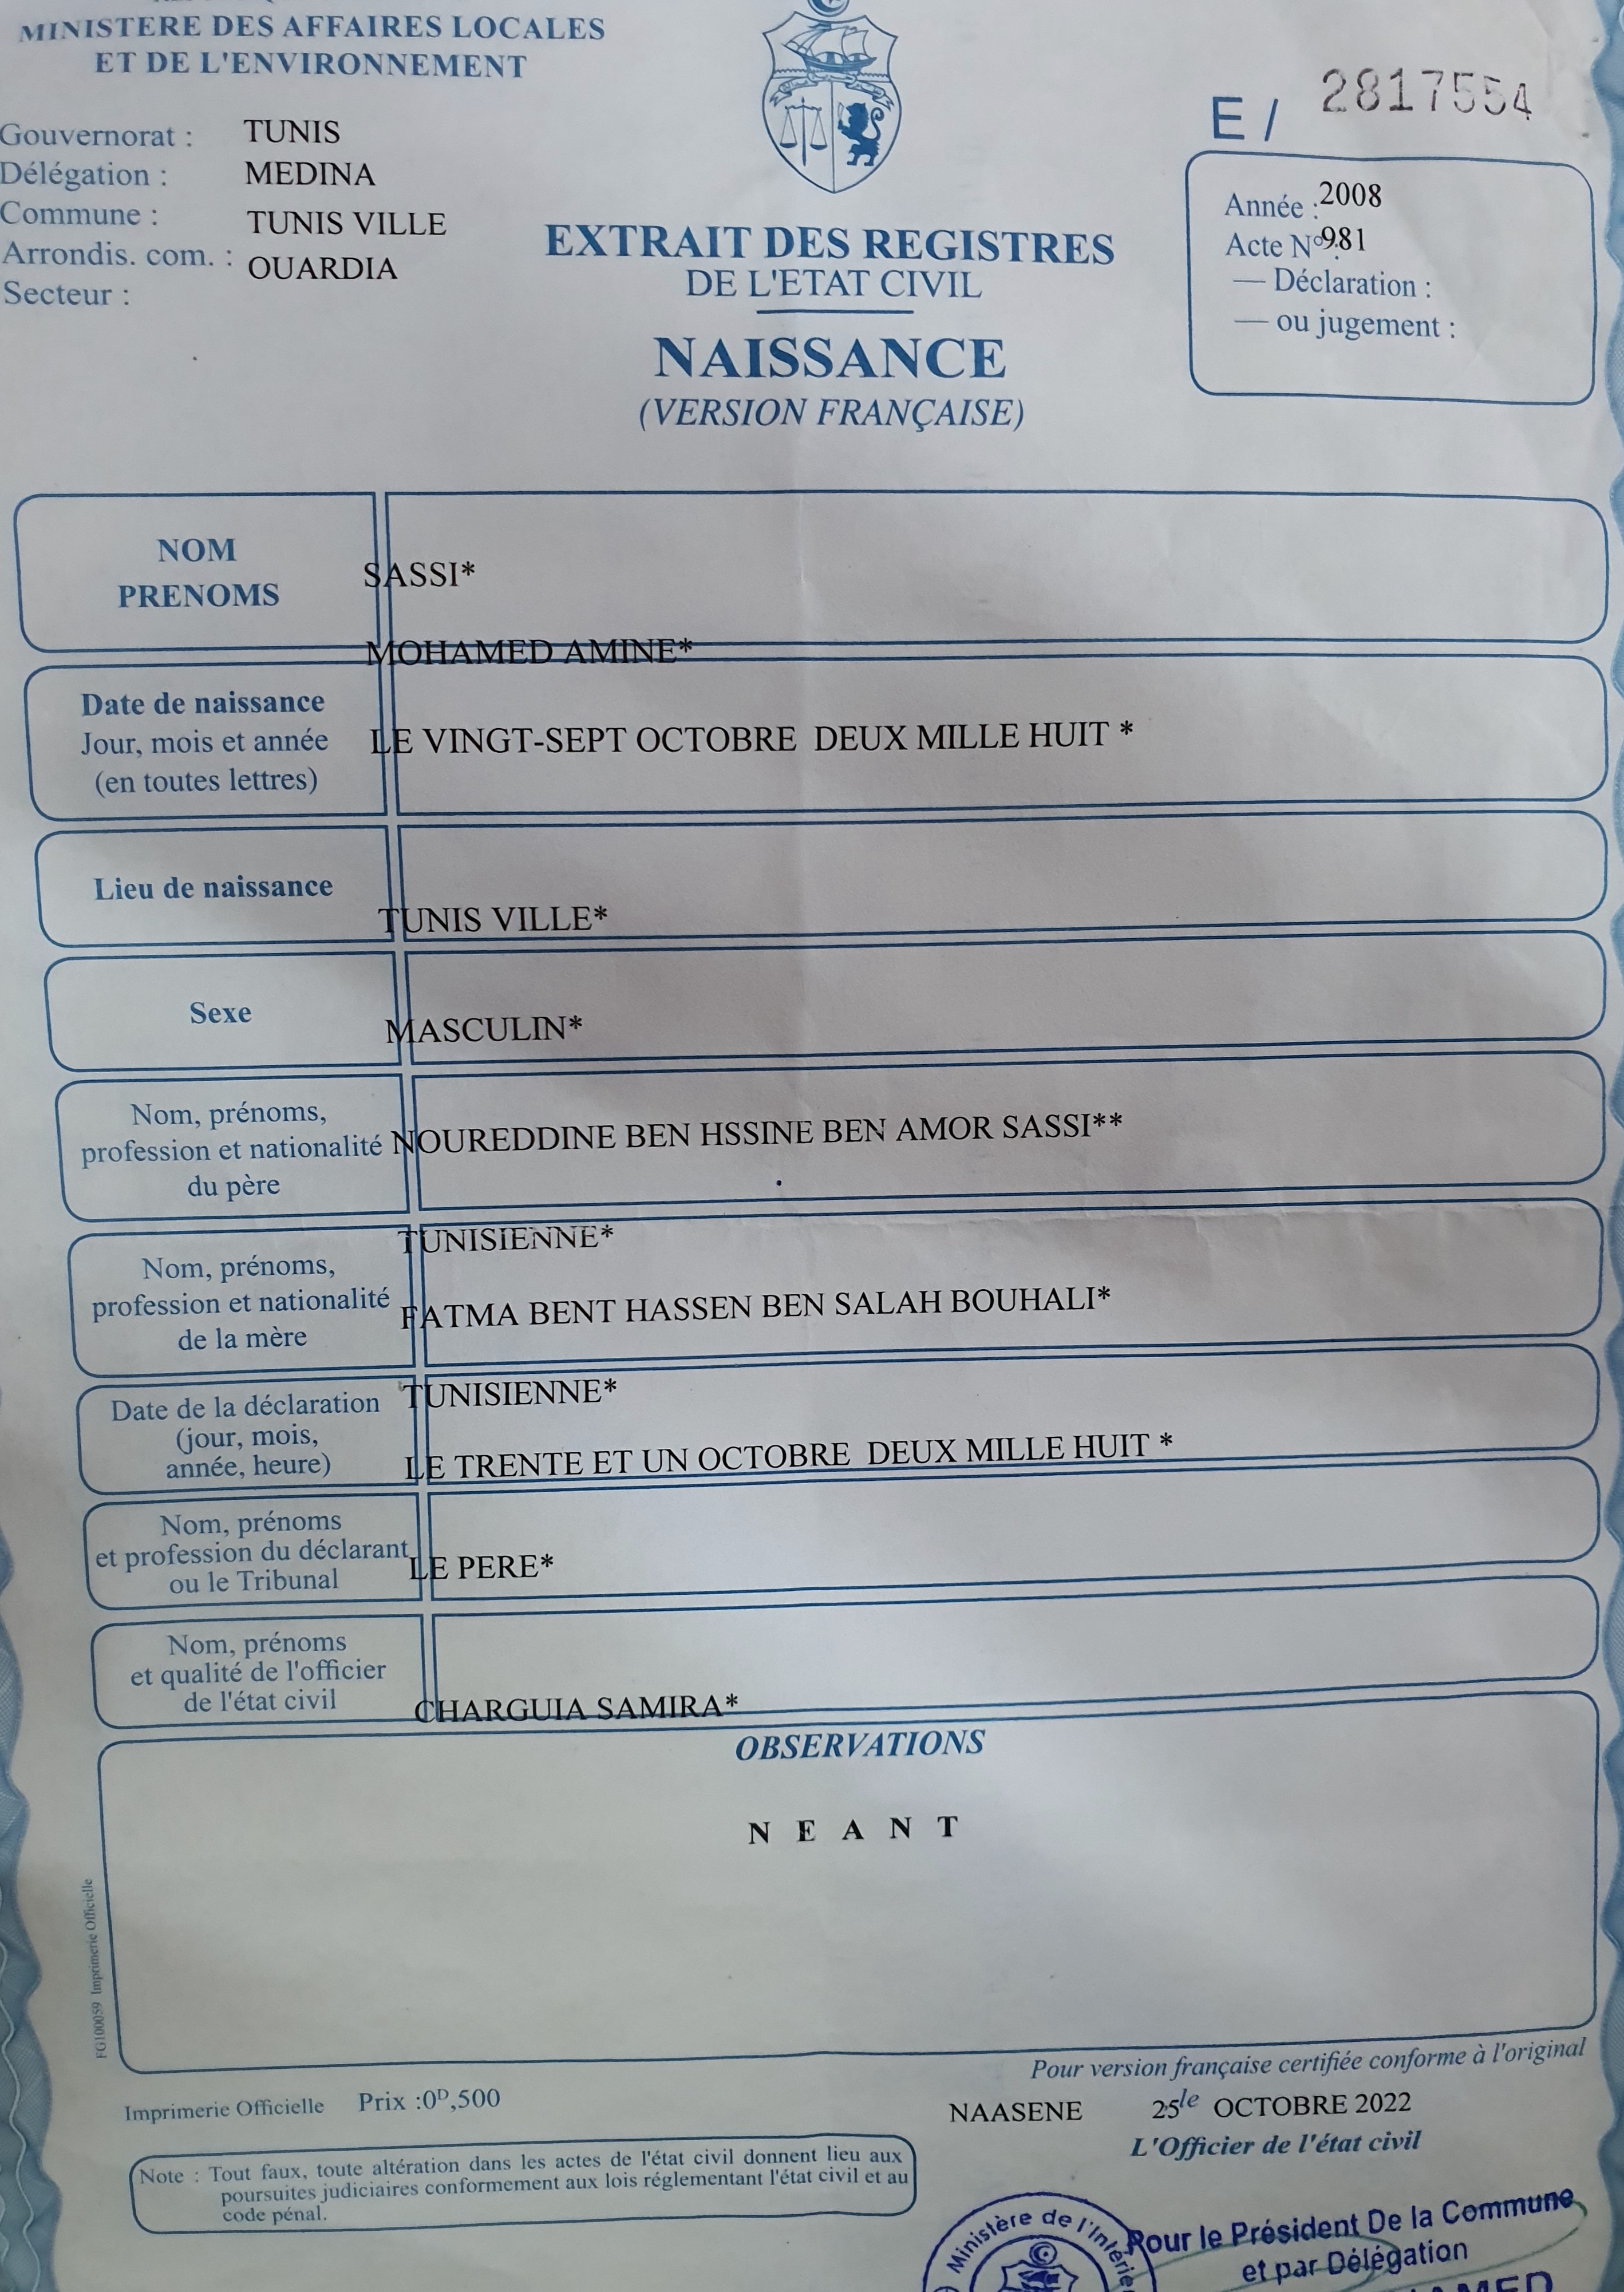 MINISTERE DES AFFAIRES LOCALES
ET DE L'ENVIRONNEMENT
Gouvernorat : TUNIS
Délégation : MEDINA
Commune : TUNIS VILLE
Arrondis. com. : OUARDIA
Secteur :
E / 2817554
Année : 2008
Acte N° 981
— Déclaration :
— ou jugement :
EXTRAIT DES REGISTRES
DE L'ETAT CIVIL
NAISSANCE
(VERSION FRANÇAISE)
NOM
PRENOMS
SASSI*
MOHAMED AMINE*
Date de naissance
Jour, mois et année
(en toutes lettres)
LE VINGT-SEPT OCTOBRE DEUX MILLE HUIT *
Lieu de naissance
TUNIS VILLE*
Sexe
MASCULIN*
Nom, prénoms,
profession et nationalité
du père
NOUREDDINE BEN HSSINE BEN AMOR SASSI**
TUNISIENNE*
Nom, prénoms,
profession et nationalité
de la mère
FATMA BENT HASSEN BEN SALAH BOUHALI*
TUNISIENNE*
Date de la déclaration
(jour, mois,
année, heure)
LE TRENTE ET UN OCTOBRE DEUX MILLE HUIT *
Nom, prénoms
et profession du déclarant
ou le Tribunal
LE PERE*
Nom, prénoms
et qualité de l'officier
de l'état civil
CHARGUIA SAMIRA*
OBSERVATIONS
N E A N T
FG100059 Imprimerie Officielle
Pour version française certifiée conforme à l'original
Imprimerie Officielle Prix :0D,500
NAASENE 25 le OCTOBRE 2022
L'Officier de l'état civil
Note : Tout faux, toute altération dans les actes de l'état civil donnent lieu aux
poursuites judiciaires conformement aux lois réglementant l'état civil et au
code pénal.
Ministère de l'Intérie
Pour le Président De la Commune
et par Délégation